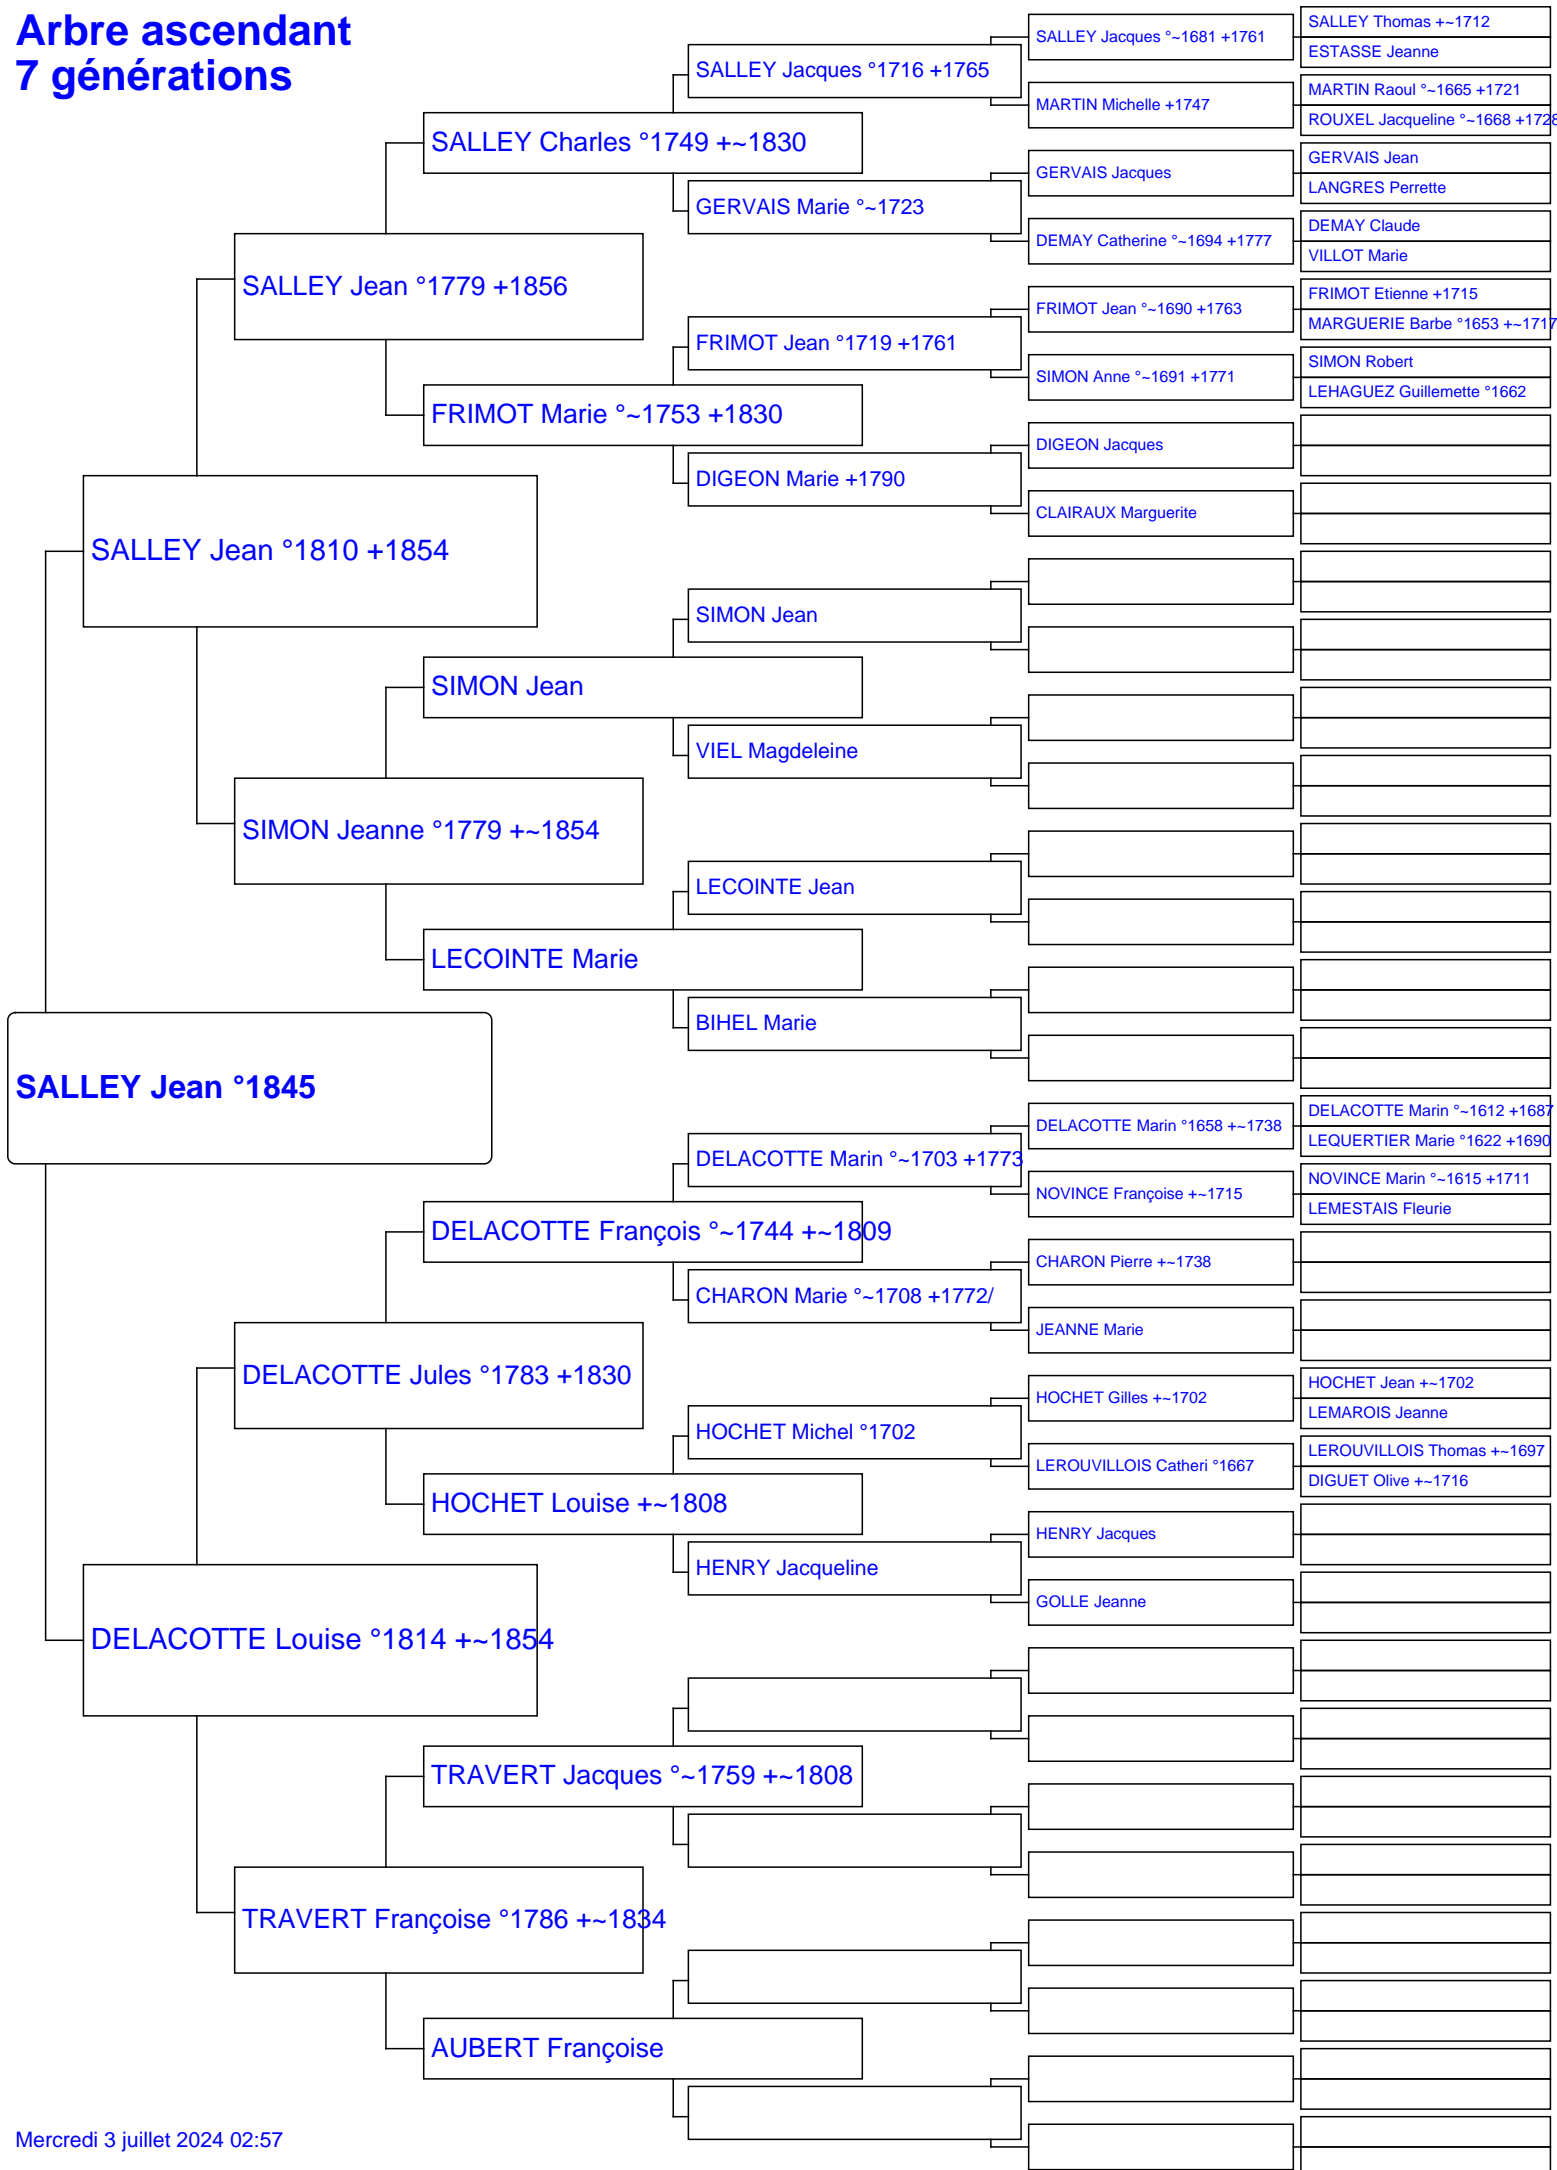 Arbre ascendant
7 générations
SALLEY Jean °1845
SALLEY Jean °1810 +1854
DELACOTTE Louise °1814 +~1854
SALLEY Jean °1779 +1856
SIMON Jeanne °1779 +~1854
DELACOTTE Jules °1783 +1830
TRAVERT Françoise °1786 +~1834
SALLEY Charles °1749 +~1830
FRIMOT Marie °~1753 +1830
SIMON Jean
LECOINTE Marie
DELACOTTE François °~1744 +~1809
HOCHET Louise +~1808
TRAVERT Jacques °~1759 +~1808
AUBERT Françoise
SALLEY Jacques °1716 +1765
GERVAIS Marie °~1723
FRIMOT Jean °1719 +1761
DIGEON Marie +1790
SIMON Jean
VIEL Magdeleine
LECOINTE Jean
BIHEL Marie
DELACOTTE Marin °~1703 +1773
CHARON Marie °~1708 +1772/
HOCHET Michel °1702
HENRY Jacqueline
SALLEY Jacques °~1681 +1761
MARTIN Michelle +1747
GERVAIS Jacques
DEMAY Catherine °~1694 +1777
FRIMOT Jean °~1690 +1763
SIMON Anne °~1691 +1771
DIGEON Jacques
CLAIRAUX Marguerite
DELACOTTE Marin °1658 +~1738
NOVINCE Françoise +~1715
CHARON Pierre +~1738
JEANNE Marie
HOCHET Gilles +~1702
LEROUVILLOIS Catheri °1667
HENRY Jacques
GOLLE Jeanne
SALLEY Thomas +~1712
ESTASSE Jeanne
MARTIN Raoul °~1665 +1721
ROUXEL Jacqueline °~1668 +1728
GERVAIS Jean
LANGRES Perrette
DEMAY Claude
VILLOT Marie
FRIMOT Etienne +1715
MARGUERIE Barbe °1653 +~1717
SIMON Robert
LEHAGUEZ Guillemette °1662
DELACOTTE Marin °~1612 +1687
LEQUERTIER Marie °1622 +1690
NOVINCE Marin °~1615 +1711
LEMESTAIS Fleurie
HOCHET Jean +~1702
LEMAROIS Jeanne
LEROUVILLOIS Thomas +~1697
DIGUET Olive +~1716
Mercredi 3 juillet 2024 02:57